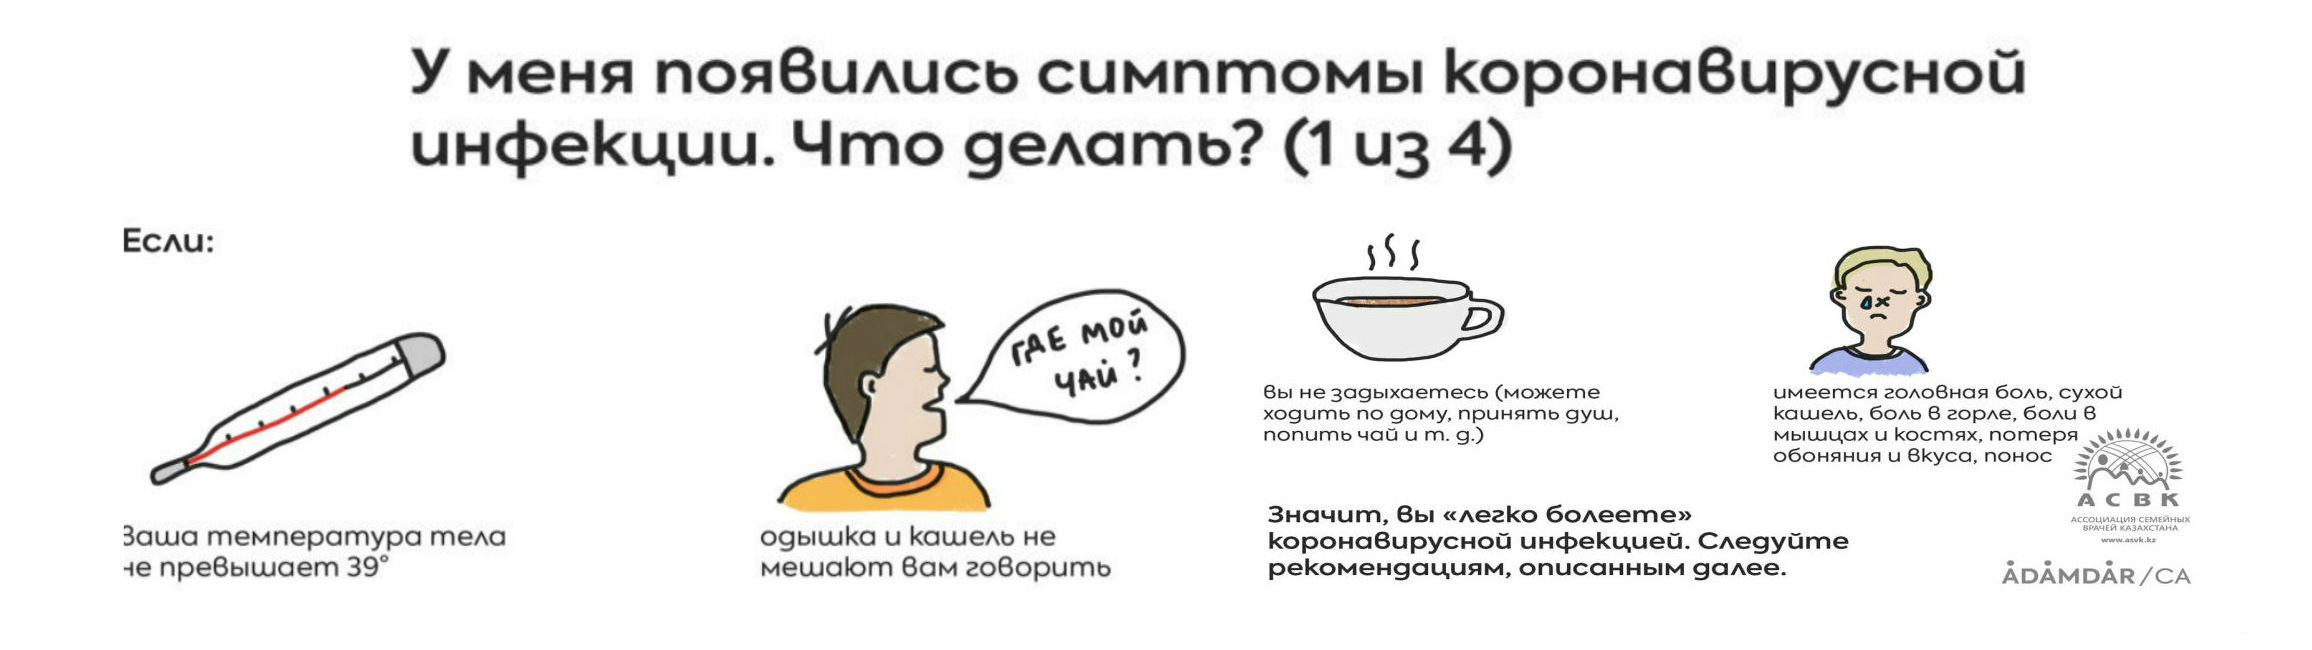 У меня появились симптомы коронавирусной
инфекции. Что делать? (1 из 4)
Если:
ГДЕ МОЙ
ЧАЙ?
Ваша температура тела
не превышает 39°
одышка и кашель не
мешают вам говорить
вы не задыхаетесь (можете
ходить по дому, принять душ,
попить чай и т. д.)
имеется головная боль, сухой
кашель, боль в горле, боли в
мышцах и костях, потеря
обоняния и вкуса, понос
Значит, вы «легко болеете»
коронавирусной инфекцией. Следуйте
рекомендациям, описанным далее.
АСВК
АССОЦИАЦИЯ СЕМЕЙНЫХ
ВРАЧЕЙ КАЗАХСТАНА
www.asvk.kz
ADAMDAR/CA